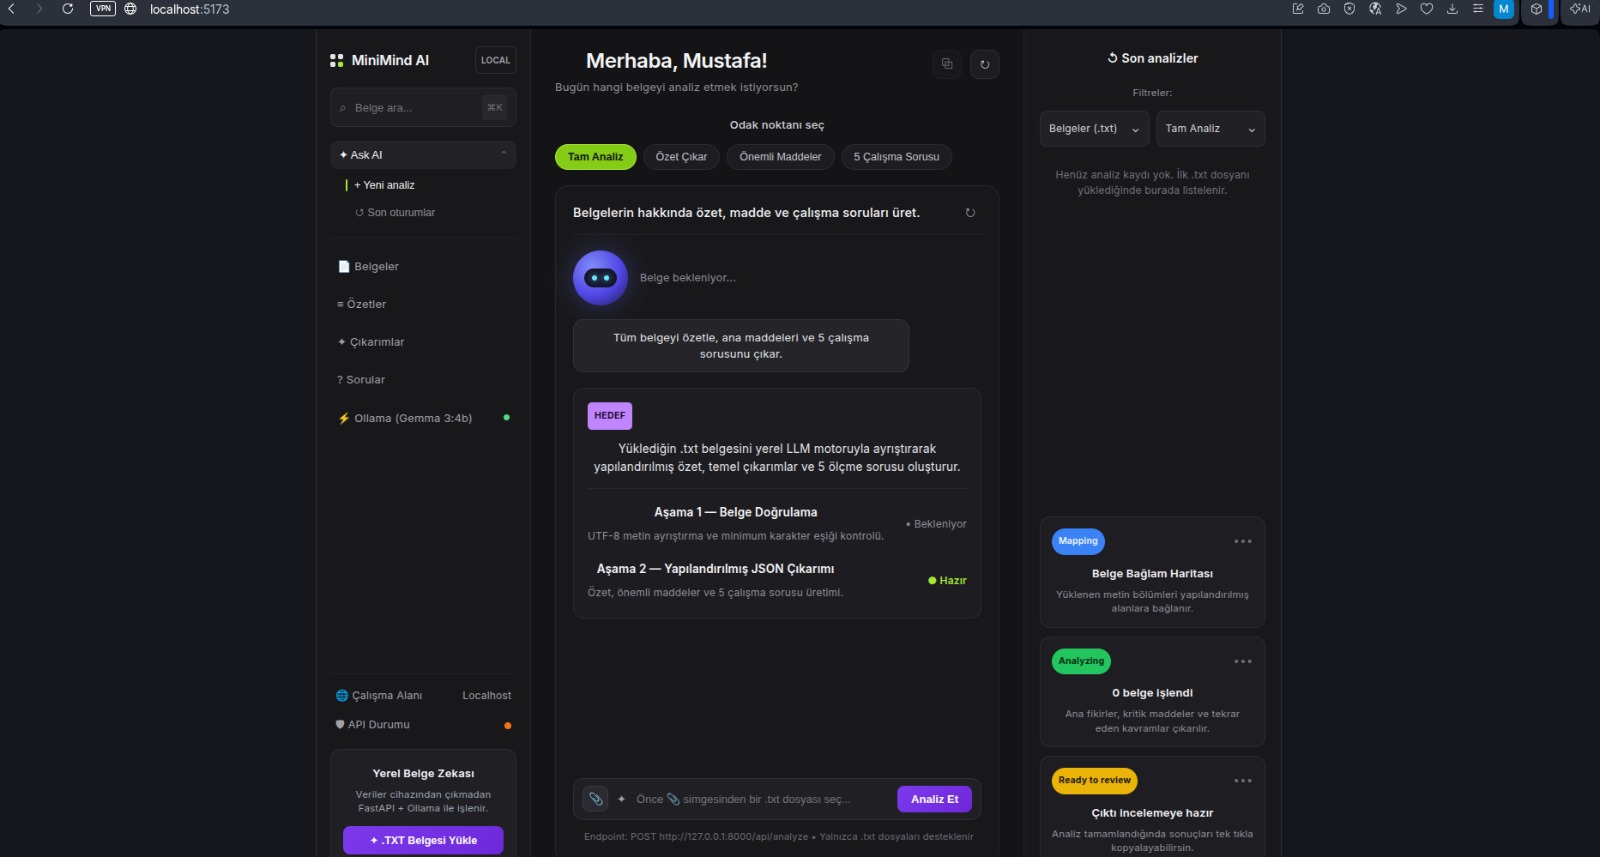 VPN
localhost:5173
M
AI
MiniMind AI
LOCAL
Belge ara...
⌘K
✦ Ask AI
+ Yeni analiz
↺ Son oturumlar
📄 Belgeler
≡ Özetler
✦ Çıkarımlar
? Sorular
⚡ Ollama (Gemma 3:4b)
🌐 Çalışma Alanı
Localhost
API Durumu
Yerel Belge Zekası
Veriler cihazından çıkmadan
FastAPI + Ollama ile işlenir.
✦ .TXT Belgesi Yükle
Merhaba, Mustafa!
Bugün hangi belgeyi analiz etmek istiyorsun?
Odak noktanı seç
Tam Analiz
Özet Çıkar
Önemli Maddeler
5 Çalışma Sorusu
Belgelerin hakkında özet, madde ve çalışma soruları üret.
Belge bekleniyor...
Tüm belgeyi özetle, ana maddeleri ve 5 çalışma
sorusunu çıkar.
HEDEF
Yüklediğin .txt belgesini yerel LLM motoruyla ayrıştırarak
yapılandırılmış özet, temel çıkarımlar ve 5 ölçme sorusu oluşturur.
Aşama 1 — Belge Doğrulama
UTF-8 metin ayrıştırma ve minimum karakter eşiği kontrolü.
• Bekleniyor
Aşama 2 — Yapılandırılmış JSON Çıkarımı
Özet, önemli maddeler ve 5 çalışma sorusu üretimi.
● Hazır
✦ Önce 📎 simgesinden bir .txt dosyası seç...
Analiz Et
Endpoint: POST http://127.0.0.1:8000/api/analyze • Yalnızca .txt dosyaları desteklenir
↺ Son analizler
Filtreler:
Belgeler (.txt)
Tam Analiz
Henüz analiz kaydı yok. İlk .txt dosyanı
yüklediğinde burada listelenir.
Mapping
Belge Bağlam Haritası
Yüklenen metin bölümleri yapılandırılmış
alanlara bağlanır.
Analyzing
0 belge işlendi
Ana fikirler, kritik maddeler ve tekrar
eden kavramlar çıkarılır.
Ready to review
Çıktı incelemeye hazır
Analiz tamamlandığında sonuçları tek tıkla
kopyalayabilirsin.